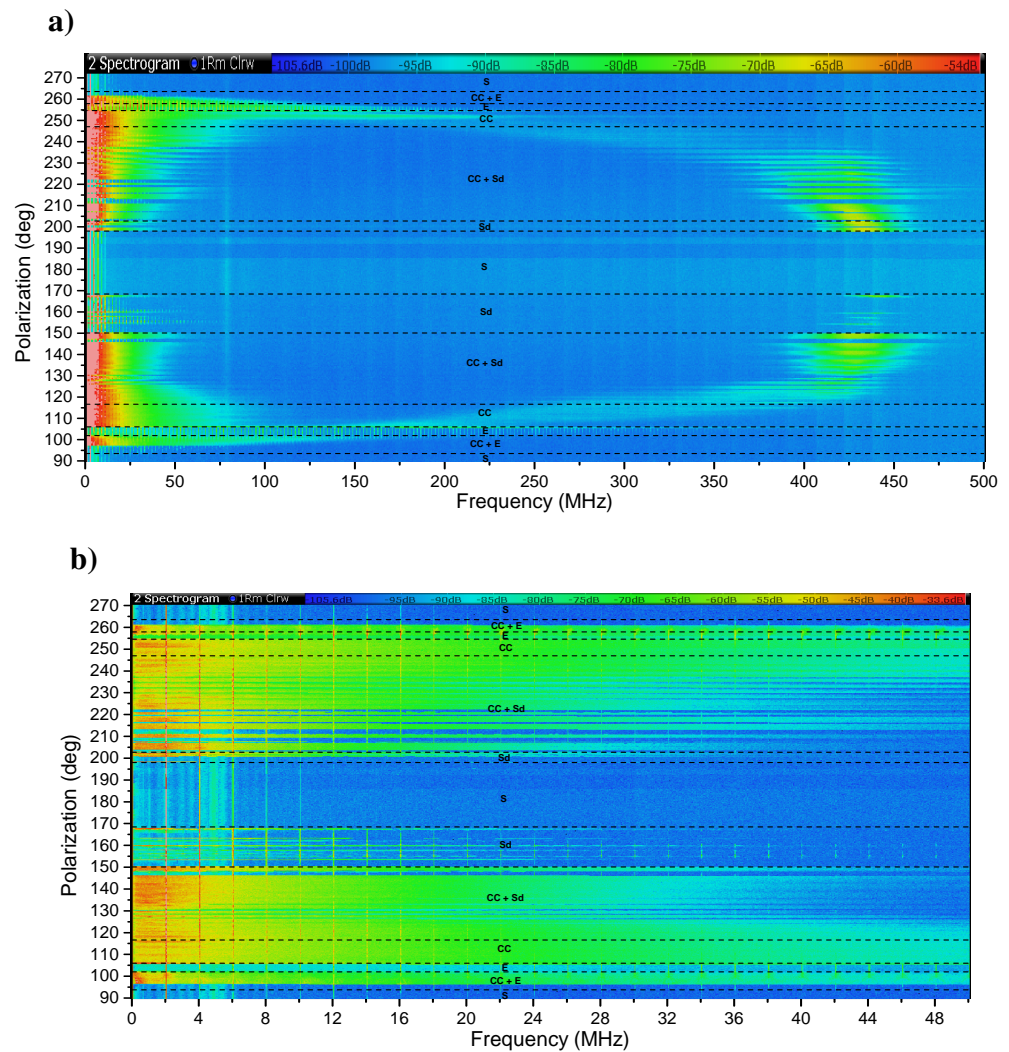 a)
2 Spectrogram 1Rm Clrw -105.6dB -100dB -95dB -90dB -85dB -80dB -75dB -70dB -65dB -60dB -54dB
270
260
250
240
230
220
210
200
190
180
170
160
150
140
130
120
110
100
90
Polarization (deg)
S
CC + E
E
CC
CC + Sd
Sd
S
Sd
CC + Sd
CC
E
CC + E
S
0 50 100 150 200 250 300 350 400 450 500
Frequency (MHz)
b)
2 Spectrogram 1Rm Clrw -105.6dB -95dB -90dB -85dB -80dB -75dB -70dB -65dB -60dB -55dB -50dB -45dB -40dB -33.6dB
270
260
250
240
230
220
210
200
190
180
170
160
150
140
130
120
110
100
90
Polarization (deg)
S
CC + E
E
CC
CC + Sd
Sd
S
Sd
CC + Sd
CC
E
CC + E
S
0 4 8 12 16 20 24 28 32 36 40 44 48
Frequency (MHz)